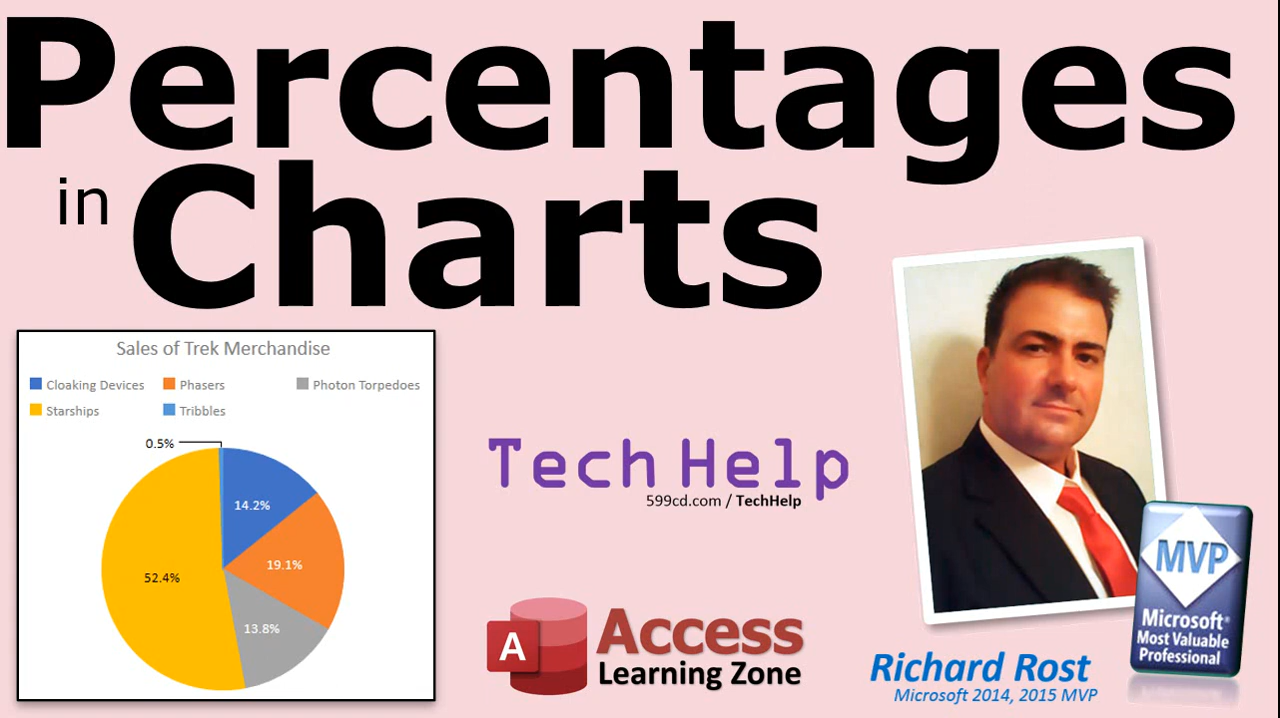 Percentages
in Charts
Sales of Trek Merchandise
Cloaking Devices Phasers Photon Torpedoes
Starships Tribbles
0.5%
14.2%
19.1%
52.4%
13.8%
Tech Help
599cd.com / TechHelp
A Access
Learning Zone
MVP
Microsoft®
Most Valuable
Professional
Richard Rost
Microsoft 2014, 2015 MVP